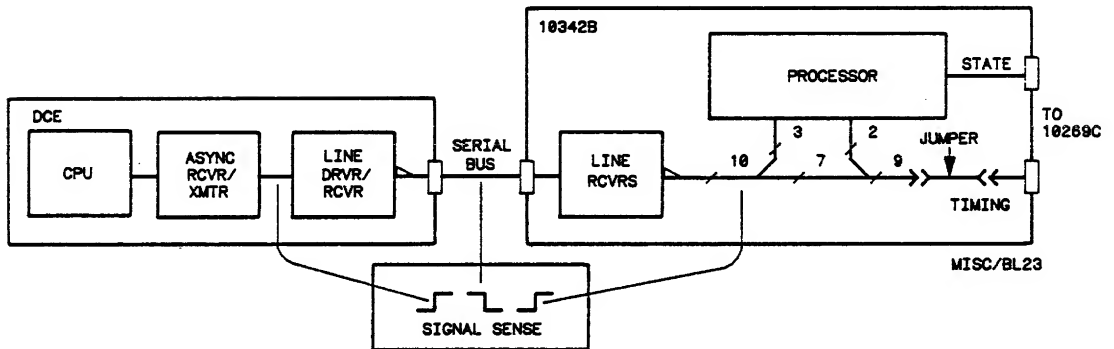 10342B
PROCESSOR
STATE
TO
10269C
DCE
CPU
ASYNC
RCVR/
XMTR
LINE
DRVR/
RCVR
SERIAL
BUS
LINE
RCVRS
3
2
10
7
9
JUMPER
TIMING
MISC/BL23
SIGNAL SENSE